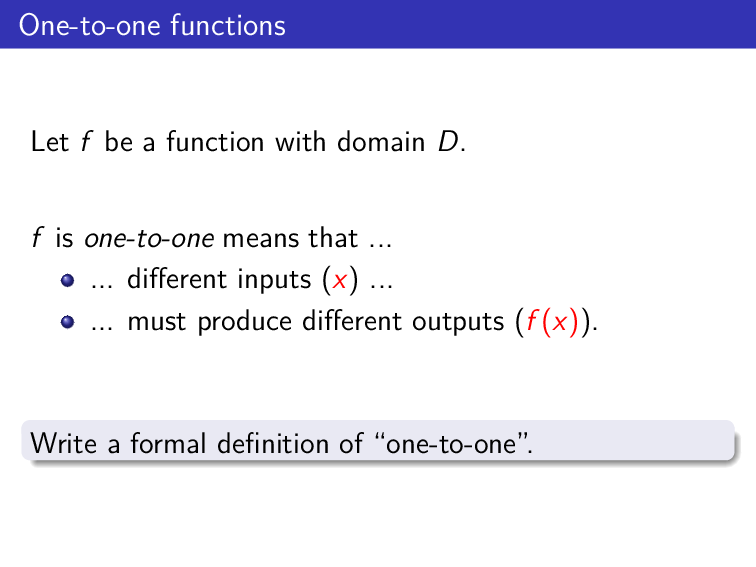 One-to-one functions
Let f be a function with domain D.
f is one-to-one means that ...
... different inputs (x) ...
... must produce different outputs (f(x)).
Write a formal definition of “one-to-one”.